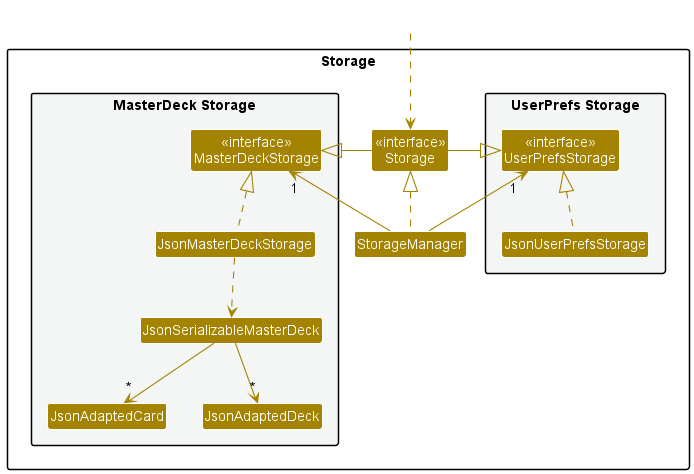 Storage
MasterDeck Storage
UserPrefs Storage
«interface»
MasterDeckStorage
«interface»
Storage
«interface»
UserPrefsStorage
1
1
JsonMasterDeckStorage
StorageManager
JsonUserPrefsStorage
JsonSerializableMasterDeck
*
*
JsonAdaptedCard
JsonAdaptedDeck